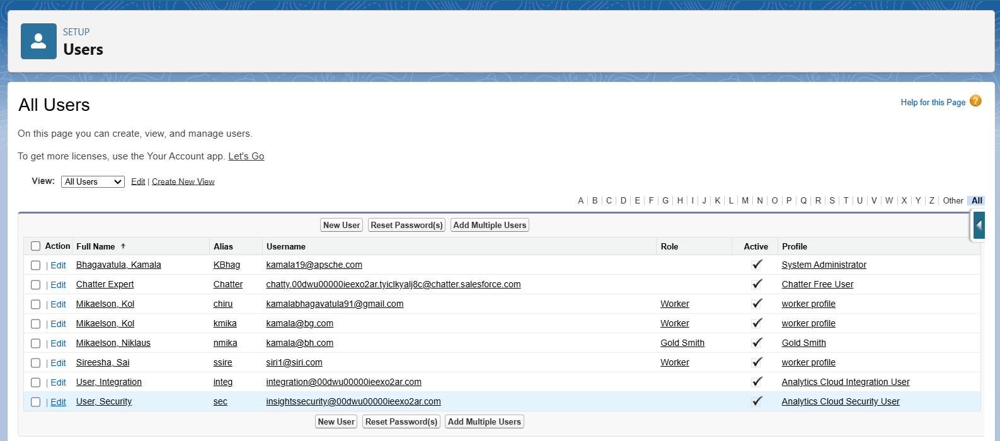 SETUP
Users
All Users
Help for this Page ?
On this page you can create, view, and manage users.
To get more licenses, use the Your Account app. Let's Go
View: All Users Edit | Create New View
A | B | C | D | E | F | G | H | I | J | K | L | M | N | O | P | Q | R | S | T | U | V | W | X | Y | Z | Other | All
New User Reset Password(s) Add Multiple Users
Action Full Name ↑ Alias Username Role Active Profile
| Edit Bhagavatula, Kamala KBhag kamala19@apsche.com System Administrator
| Edit Chatter Expert Chatter chatty.00dwu00000ieexo2ar.tyiclkyalj8c@chatter.salesforce.com Chatter Free User
| Edit Mikaelson, Kol chiru kamalabhagavatula91@gmail.com Worker worker profile
| Edit Mikaelson, Kol kmika kamala@bg.com Worker worker profile
| Edit Mikaelson, Niklaus nmika kamala@bh.com Gold Smith Gold Smith
| Edit Sireesha, Sai ssire siri1@siri.com Worker worker profile
| Edit User, Integration integ integration@00dwu00000ieexo2ar.com Analytics Cloud Integration User
| Edit User, Security sec insightssecurity@00dwu00000ieexo2ar.com Analytics Cloud Security User
New User Reset Password(s) Add Multiple Users